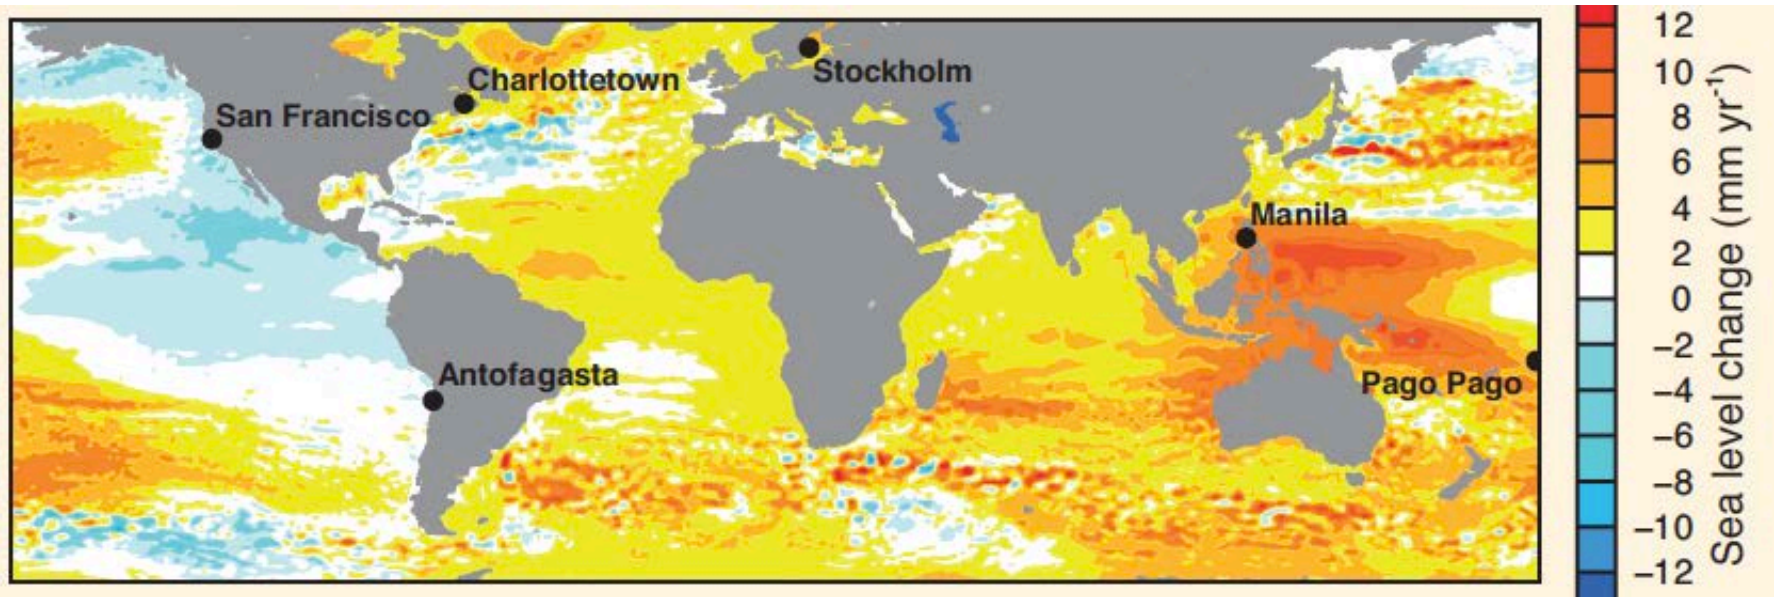 Charlottetown
Stockholm
San Francisco
Manila
Antofagasta
Pago Pago
12
10
8
6
4
2
0
−2
−4
−6
−8
−10
−12
Sea level change (mm yr-1)